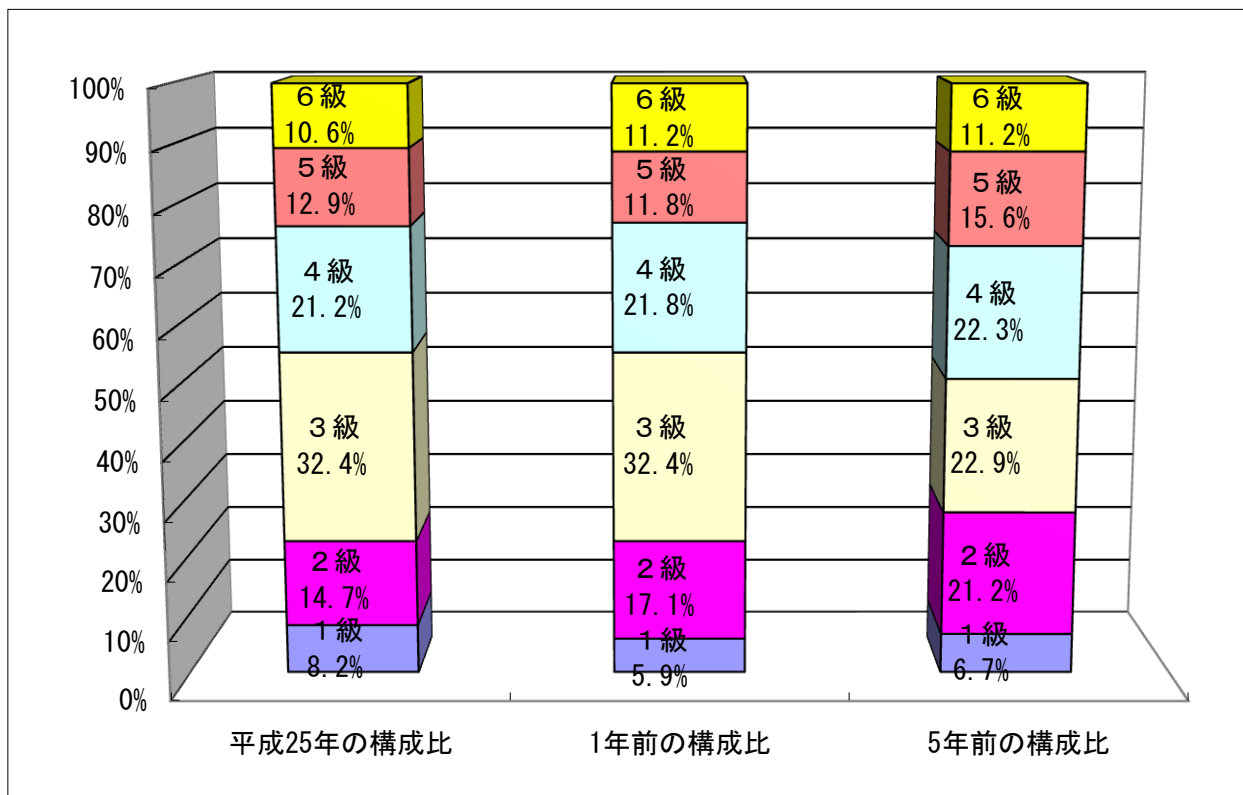 100%
90%
80%
70%
60%
50%
40%
30%
20%
10%
0%
６級
10.6%
５級
12.9%
４級
21.2%
３級
32.4%
２級
14.7%
１級
8.2%
６級
11.2%
５級
11.8%
４級
21.8%
３級
32.4%
２級
17.1%
１級
5.9%
６級
11.2%
５級
15.6%
４級
22.3%
３級
22.9%
２級
21.2%
１級
6.7%
平成25年の構成比
1年前の構成比
5年前の構成比